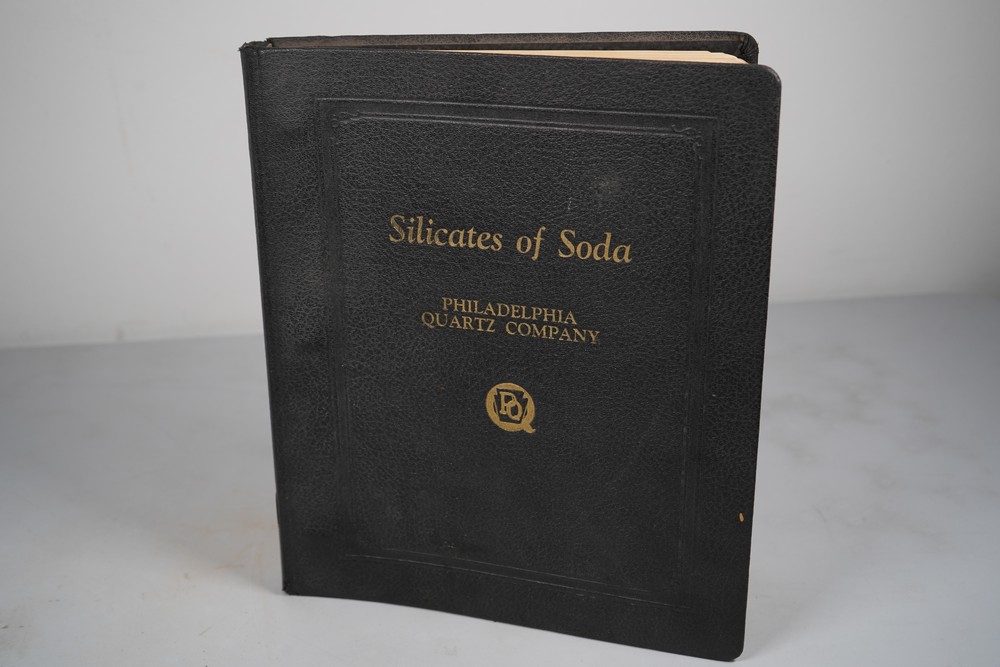 Silicates of Soda
PHILADELPHIA
QUARTZ COMPANY
PQ